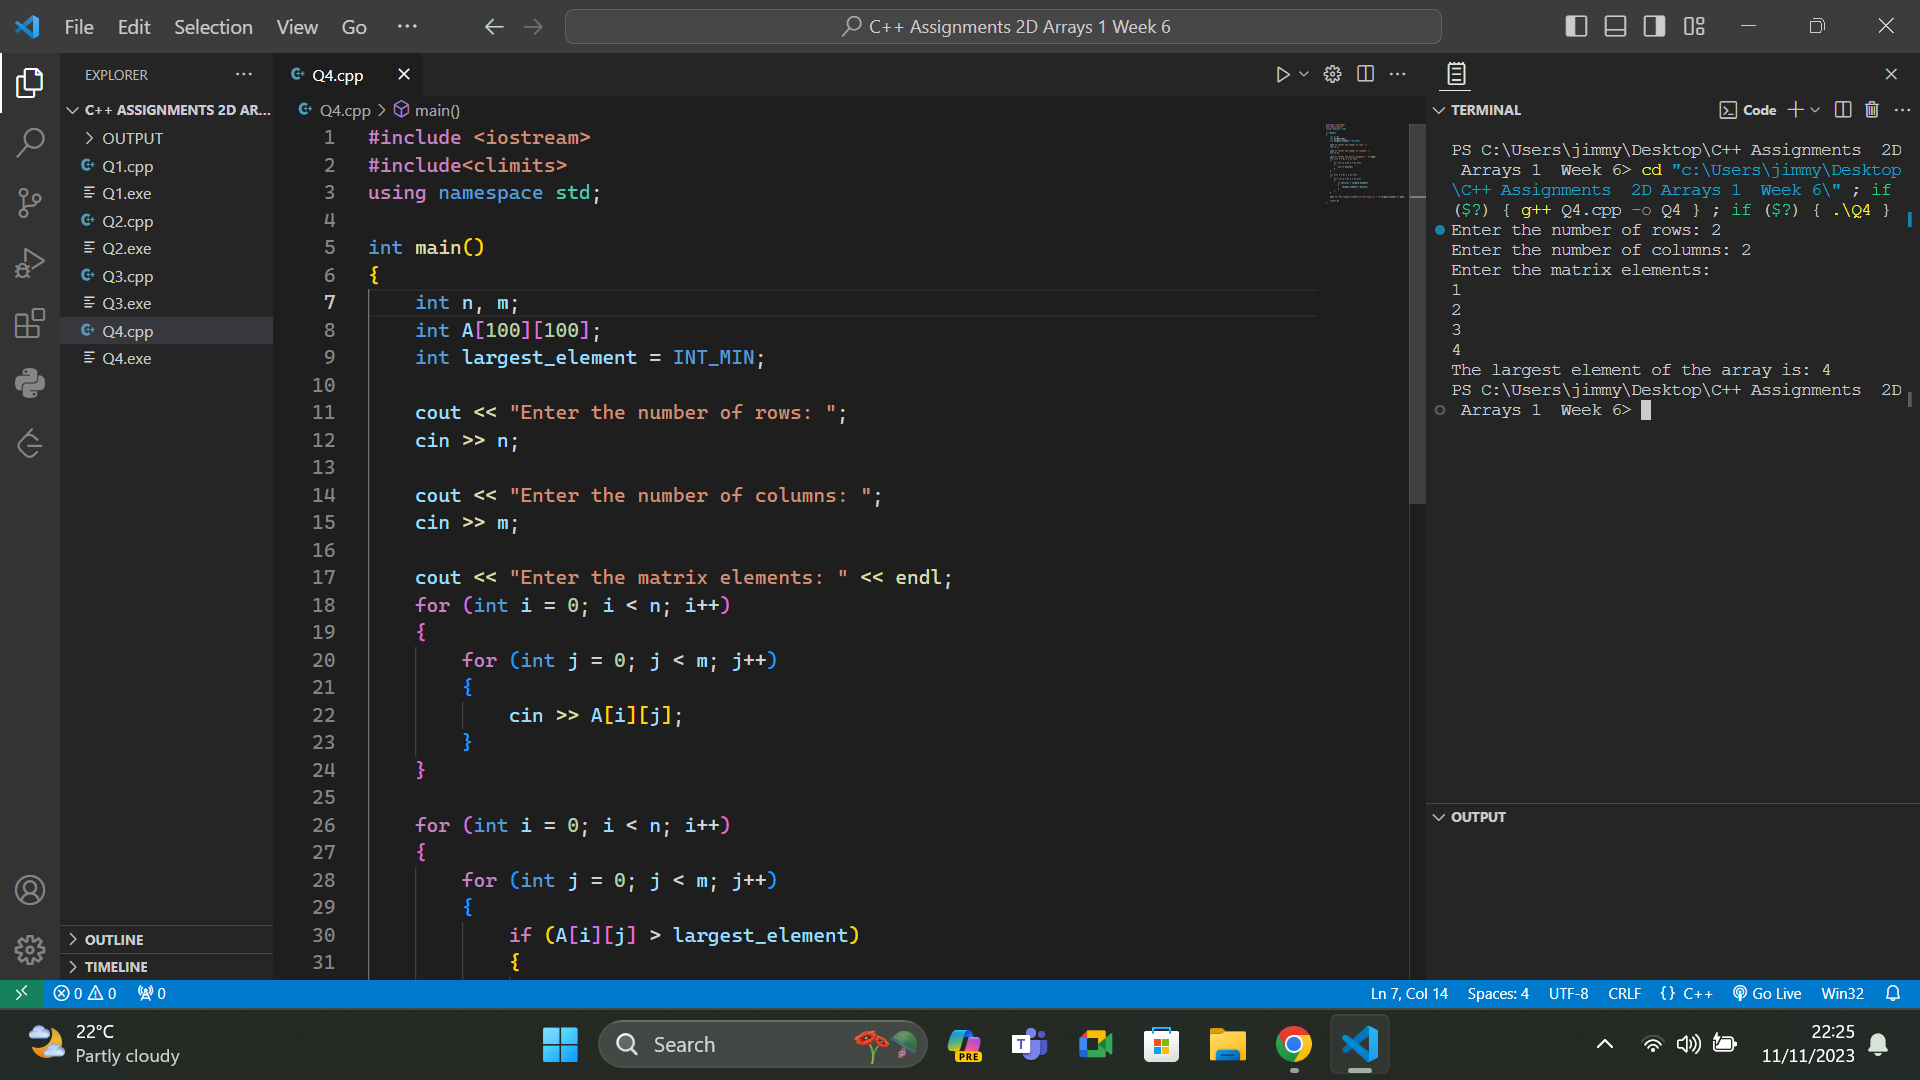 File Edit Selection View Go ...
C++ Assignments 2D Arrays 1 Week 6
EXPLORER
C++ ASSIGNMENTS 2D AR...
OUTPUT
Q1.cpp
Q1.exe
Q2.cpp
Q2.exe
Q3.cpp
Q3.exe
Q4.cpp
Q4.exe
OUTLINE
TIMELINE
Q4.cpp
Q4.cpp > main()
1 #include <iostream>
2 #include<climits>
3 using namespace std;
4
5 int main()
6 {
7 int n, m;
8 int A[100][100];
9 int largest_element = INT_MIN;
10
11 cout << "Enter the number of rows: ";
12 cin >> n;
13
14 cout << "Enter the number of columns: ";
15 cin >> m;
16
17 cout << "Enter the matrix elements: " << endl;
18 for (int i = 0; i < n; i++)
19 {
20 for (int j = 0; j < m; j++)
21 {
22 cin >> A[i][j];
23 }
24 }
25
26 for (int i = 0; i < n; i++)
27 {
28 for (int j = 0; j < m; j++)
29 {
30 if (A[i][j] > largest_element)
31 {
TERMINAL
Code
PS C:\Users\jimmy\Desktop\C++ Assignments  2D
Arrays 1  Week 6> cd "c:\Users\jimmy\Desktop
\C++ Assignments  2D Arrays 1  Week 6\" ; if
($?) { g++ Q4.cpp -o Q4 } ; if ($?) { .\Q4 }
Enter the number of rows: 2
Enter the number of columns: 2
Enter the matrix elements:
1
2
3
4
The largest element of the array is: 4
PS C:\Users\jimmy\Desktop\C++ Assignments  2D
Arrays 1  Week 6>
OUTPUT
0 0 0
Ln 7, Col 14 Spaces: 4 UTF-8 CRLF {} C++ Go Live Win32
22°C
Partly cloudy
Search
PRE
T
22:25
11/11/2023